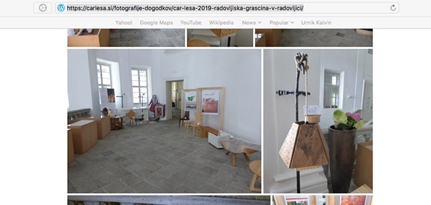 https://carlesa.si/fotografije-dogodkov/car-lesa-2019-radovljiska-grascina-v-radovljici/
Yahoo! Google Maps YouTube Wikipedia News Popular Urnik Kalvin